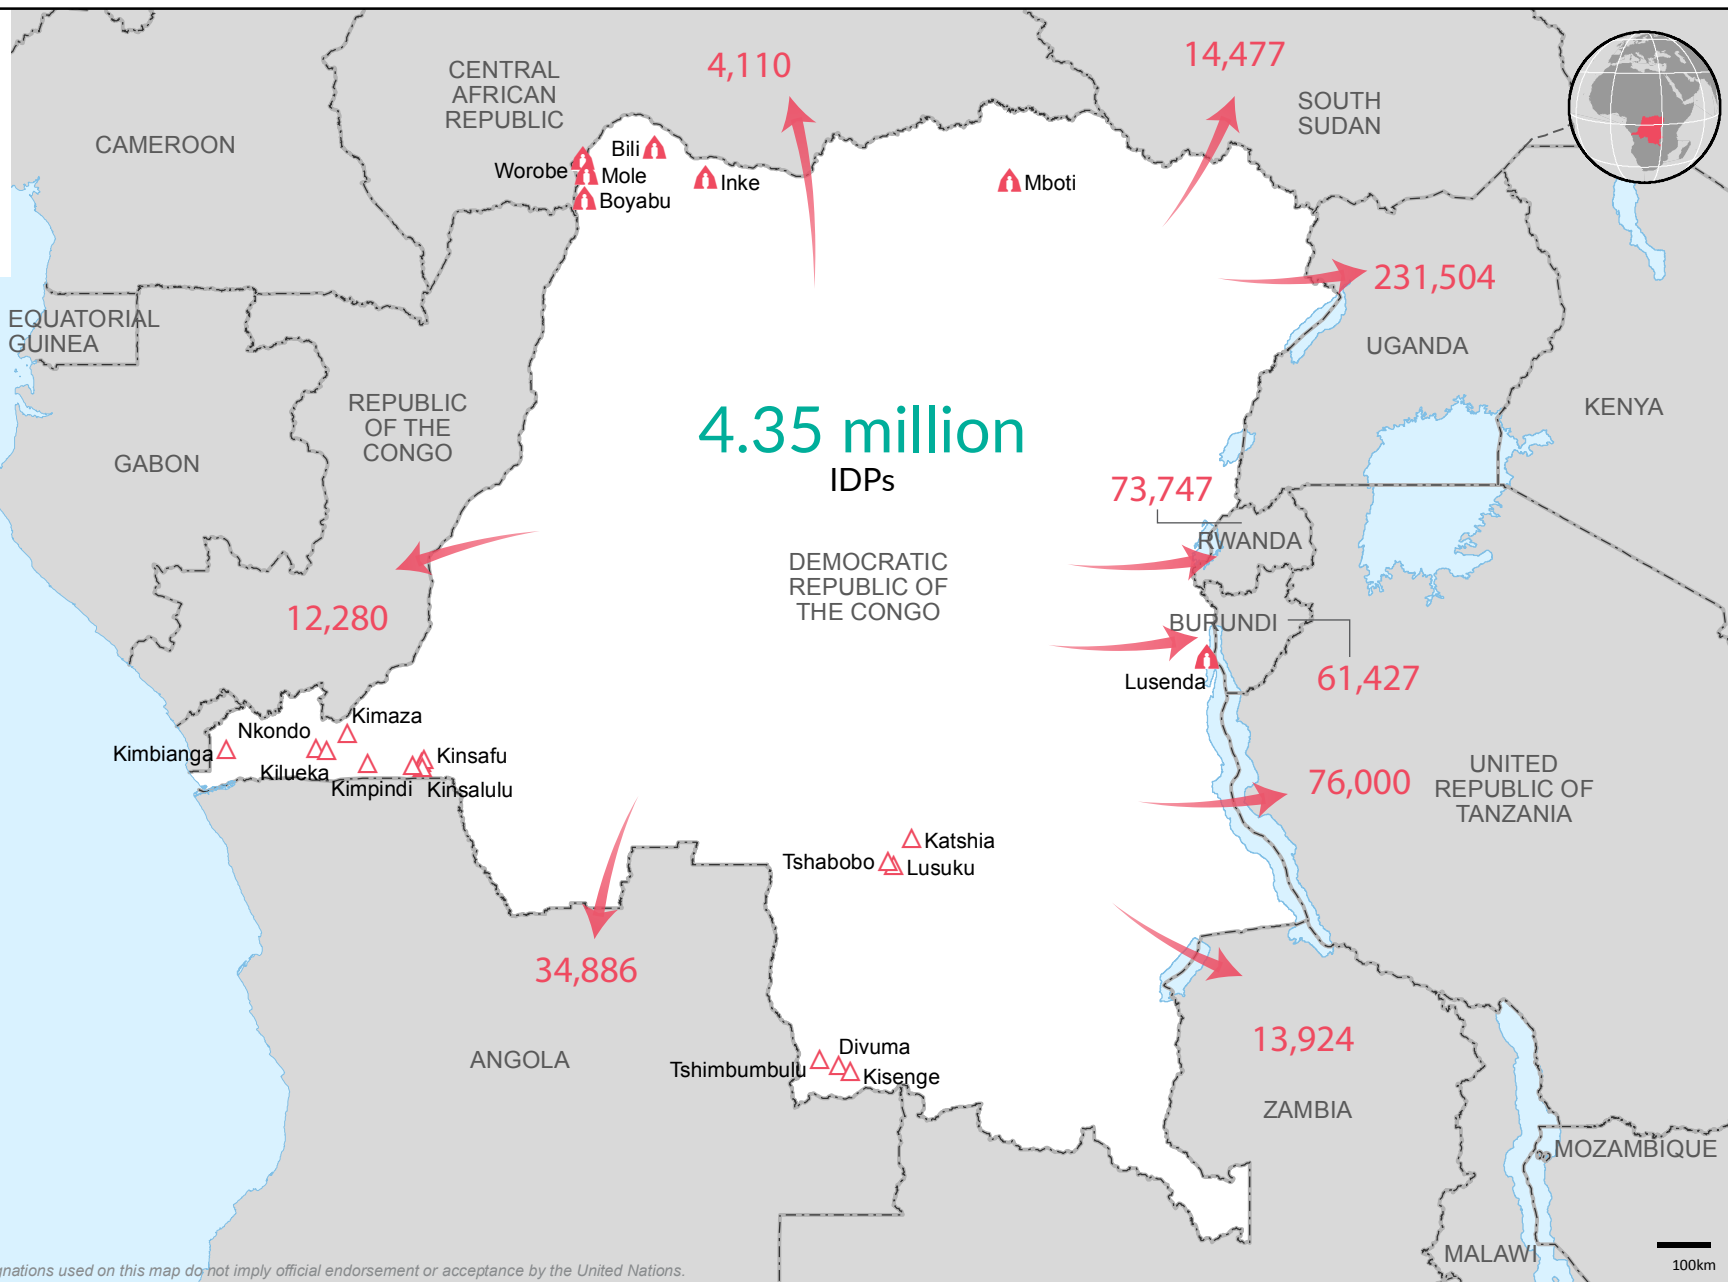 4,110
14,477
CENTRAL
AFRICAN
REPUBLIC
SOUTH
SUDAN
CAMEROON
Bili
Worobe
Mole
Inke
Mboti
Boyabu
231,504
EQUATORIAL
GUINEA
UGANDA
REPUBLIC
OF THE
CONGO
KENYA
4.35 million
IDPs
GABON
73,747
RWANDA
DEMOCRATIC
REPUBLIC OF
THE CONGO
12,280
BURUNDI
61,427
Lusenda
Kimaza
Nkondo
Kimbianga
Kinsafu
Kilueka
Kimpindi
Kinsalulu
76,000
UNITED
REPUBLIC OF
TANZANIA
Katshia
Tshabobo
Lusuku
34,886
13,924
Divuma
Tshimbumbulu
Kisenge
ANGOLA
ZAMBIA
MOZAMBIQUE
MALAWI
100km
gnations used on this map do not imply official endorsement or acceptance by the United Nations.